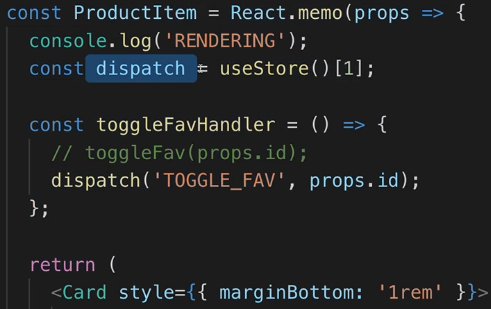 const ProductItem = React.memo(props => {
console.log('RENDERING');
const dispatch = useStore()[1];
const toggleFavHandler = () => {
// toggleFav(props.id);
dispatch('TOGGLE_FAV', props.id);
};
return (
<Card style={{ marginBottom: '1rem' }}>